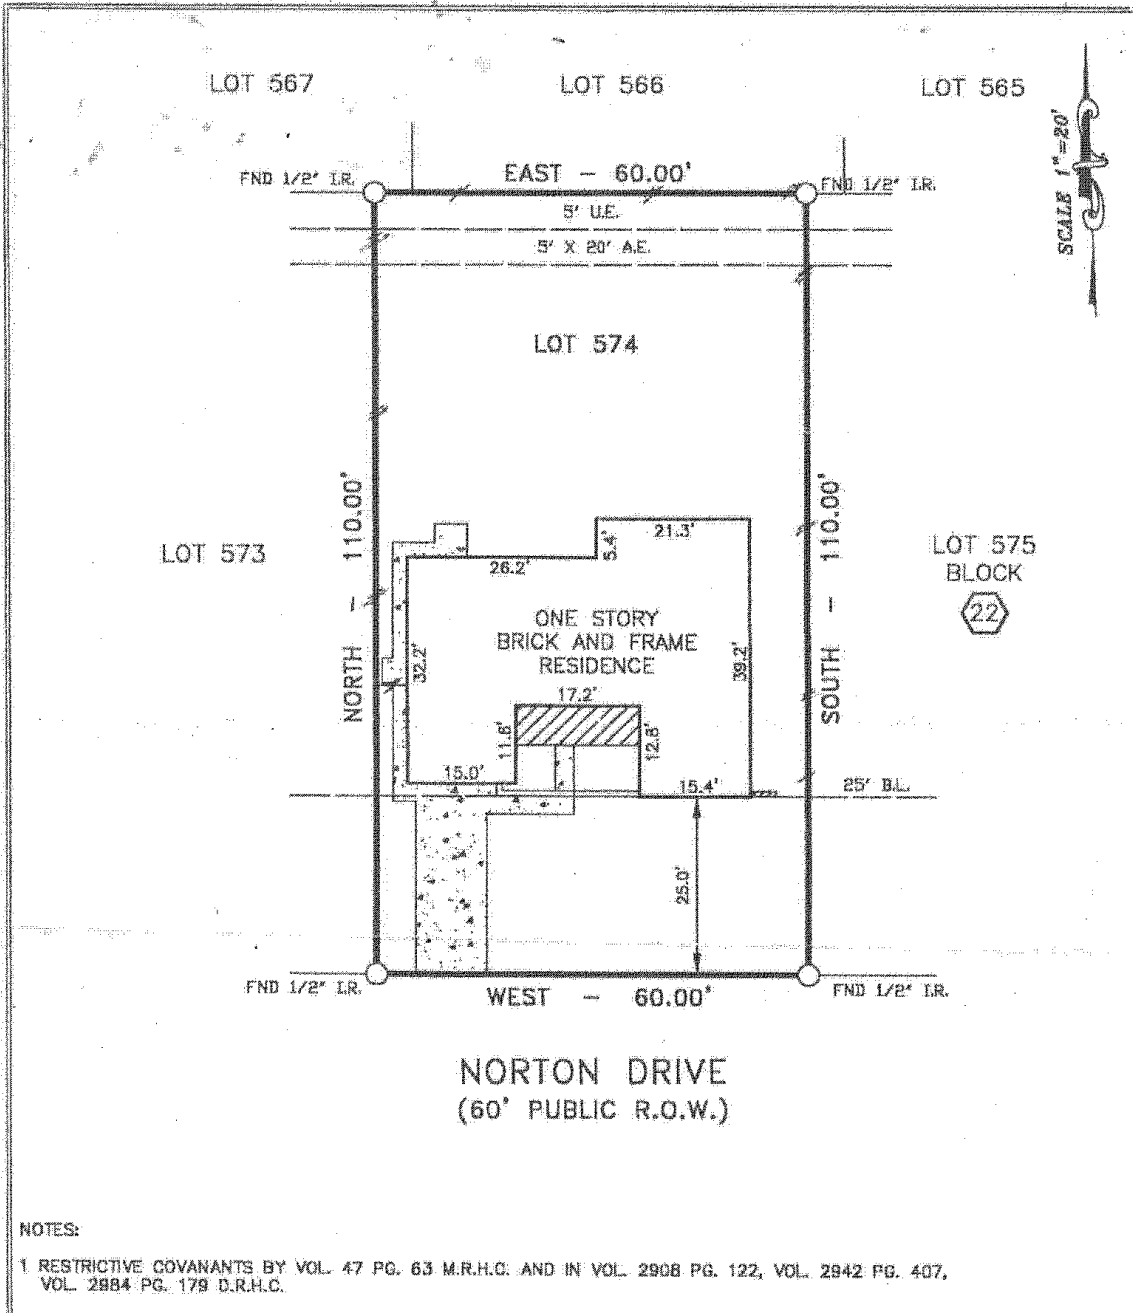 LOT 567
LOT 566
LOT 565
SCALE 1"=20'
EAST - 60.00'
FND 1/2" I.R.
FND 1/2" I.R.
5' U.E.
5' X 20' A.E.
LOT 574
NORTH - 110.00'
SOUTH - 110.00'
LOT 573
LOT 575
BLOCK
22
21.3'
5.4'
26.2'
ONE STORY
BRICK AND FRAME
RESIDENCE
32.2'
39.2'
17.2'
11.8'
12.8'
15.0'
15.4'
25' B.L.
25.0'
FND 1/2" I.R.
FND 1/2" I.R.
WEST - 60.00'
NORTON DRIVE
(60' PUBLIC R.O.W.)
NOTES:
1 RESTRICTIVE COVANANTS BY VOL. 47 PG. 63 M.R.H.C. AND IN VOL. 2908 PG. 122, VOL. 2942 PG. 407,
VOL. 2984 PG. 179 D.R.H.C.